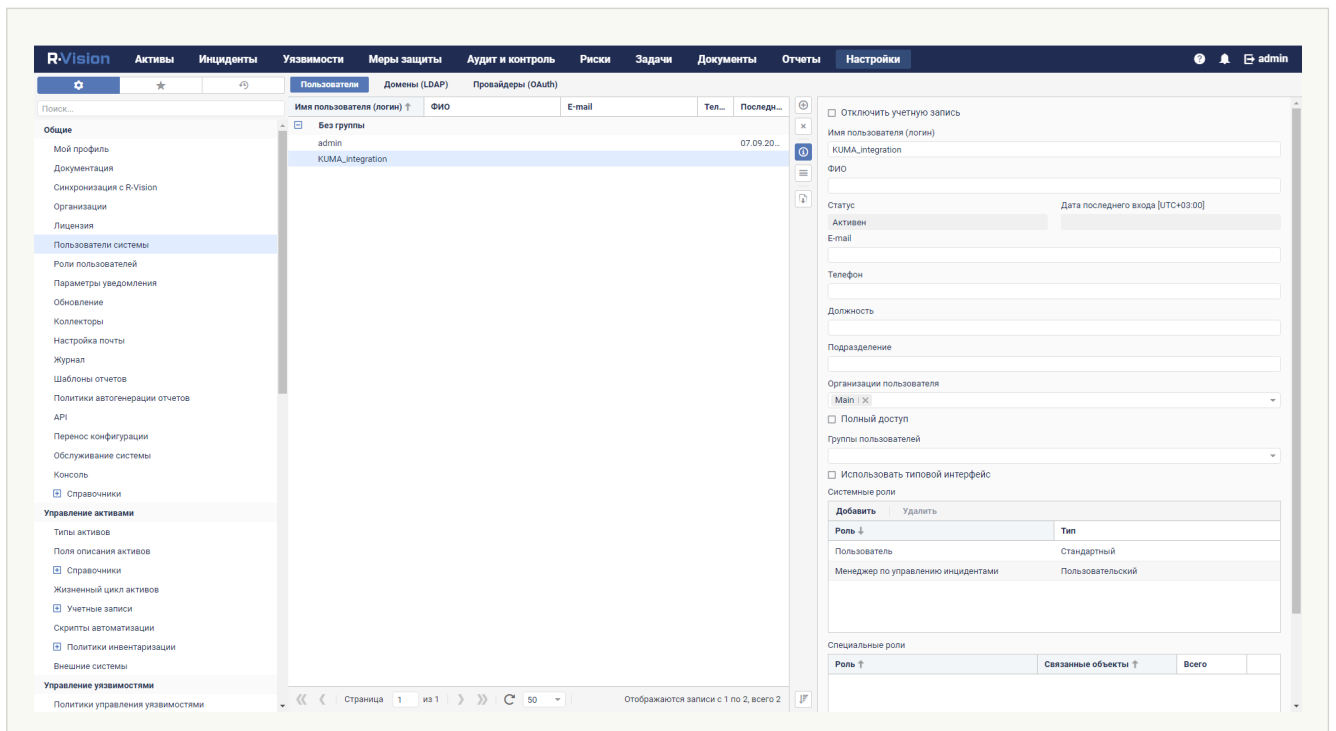 R·Vision Активы Инциденты Уязвимости Меры защиты Аудит и контроль Риски Задачи Документы Отчеты Настройки admin
Пользователи Домены (LDAP) Провайдеры (OAuth)
Поиск...
Общие
Мой профиль
Документация
Синхронизация с R-Vision
Организации
Лицензия
Пользователи системы
Роли пользователей
Параметры уведомления
Обновление
Коллекторы
Настройка почты
Журнал
Шаблоны отчетов
Политики автогенерации отчетов
API
Перенос конфигурации
Обслуживание системы
Консоль
Справочники
Управление активами
Типы активов
Поля описания активов
Справочники
Жизненный цикл активов
Учетные записи
Скрипты автоматизации
Политики инвентаризации
Внешние системы
Управление уязвимостями
Политики управления уязвимостями
Имя пользователя (логин) ↑ ФИО E-mail Тел... Последн...
Без группы
admin 07.09.20...
KUMA_integration
Страница 1 из 1 50 Отображаются записи с 1 по 2, всего 2
Отключить учетную запись
Имя пользователя (логин)
KUMA_integration
ФИО
Статус Дата последнего входа [UTC+03:00]
Активен
E-mail
Телефон
Должность
Подразделение
Организации пользователя
Main
Полный доступ
Группы пользователей
Использовать типовой интерфейс
Системные роли
Добавить Удалить
Роль ↓ Тип
Пользователь Стандартный
Менеджер по управлению инцидентами Пользовательский
Специальные роли
Роль ↑ Связанные объекты ↑ Всего